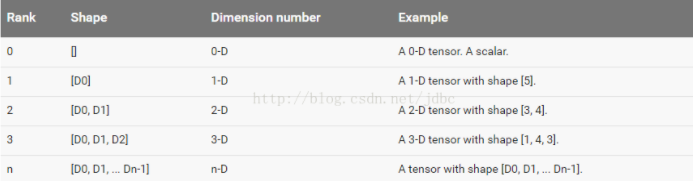 Rank Shape Dimension number Example
0 [] 0-D A 0-D tensor. A scalar.
1 [D0] 1-D A 1-D tensor with shape [5].
http://blog.csdn.net/jdbc
2 [D0, D1] 2-D A 2-D tensor with shape [3, 4].
3 [D0, D1, D2] 3-D A 3-D tensor with shape [1, 4, 3].
n [D0, D1, ... Dn-1] n-D A tensor with shape [D0, D1, ... Dn-1].